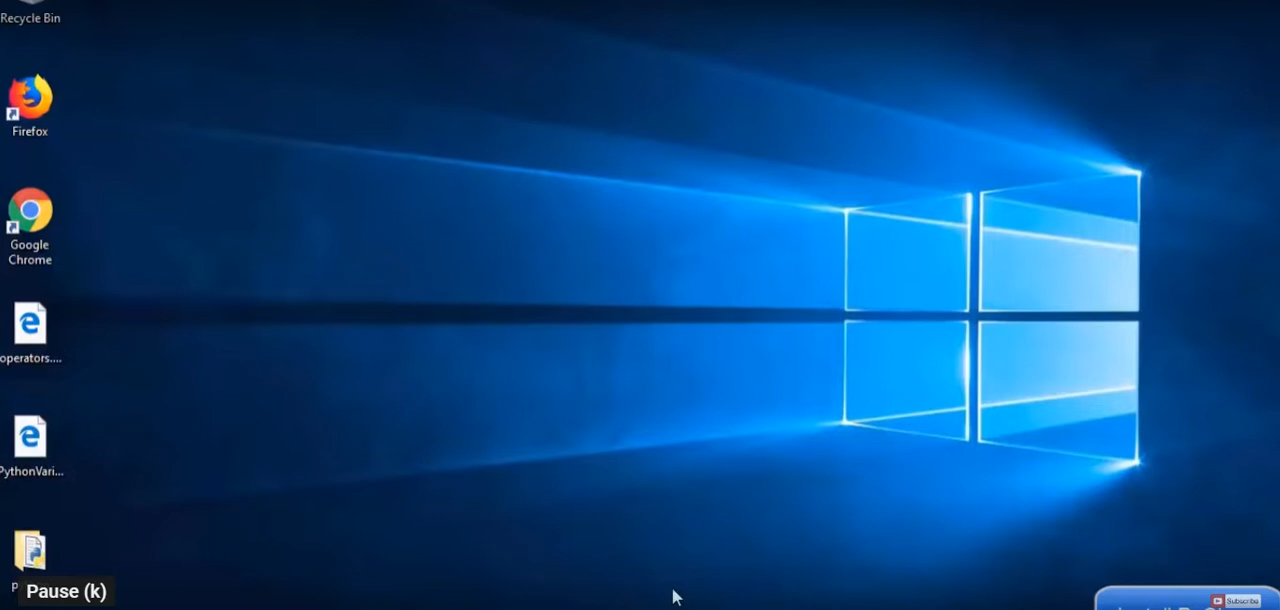 Recycle Bin
Firefox
Google
Chrome
operators....
PythonVari...
Pause (k)
Subscribe